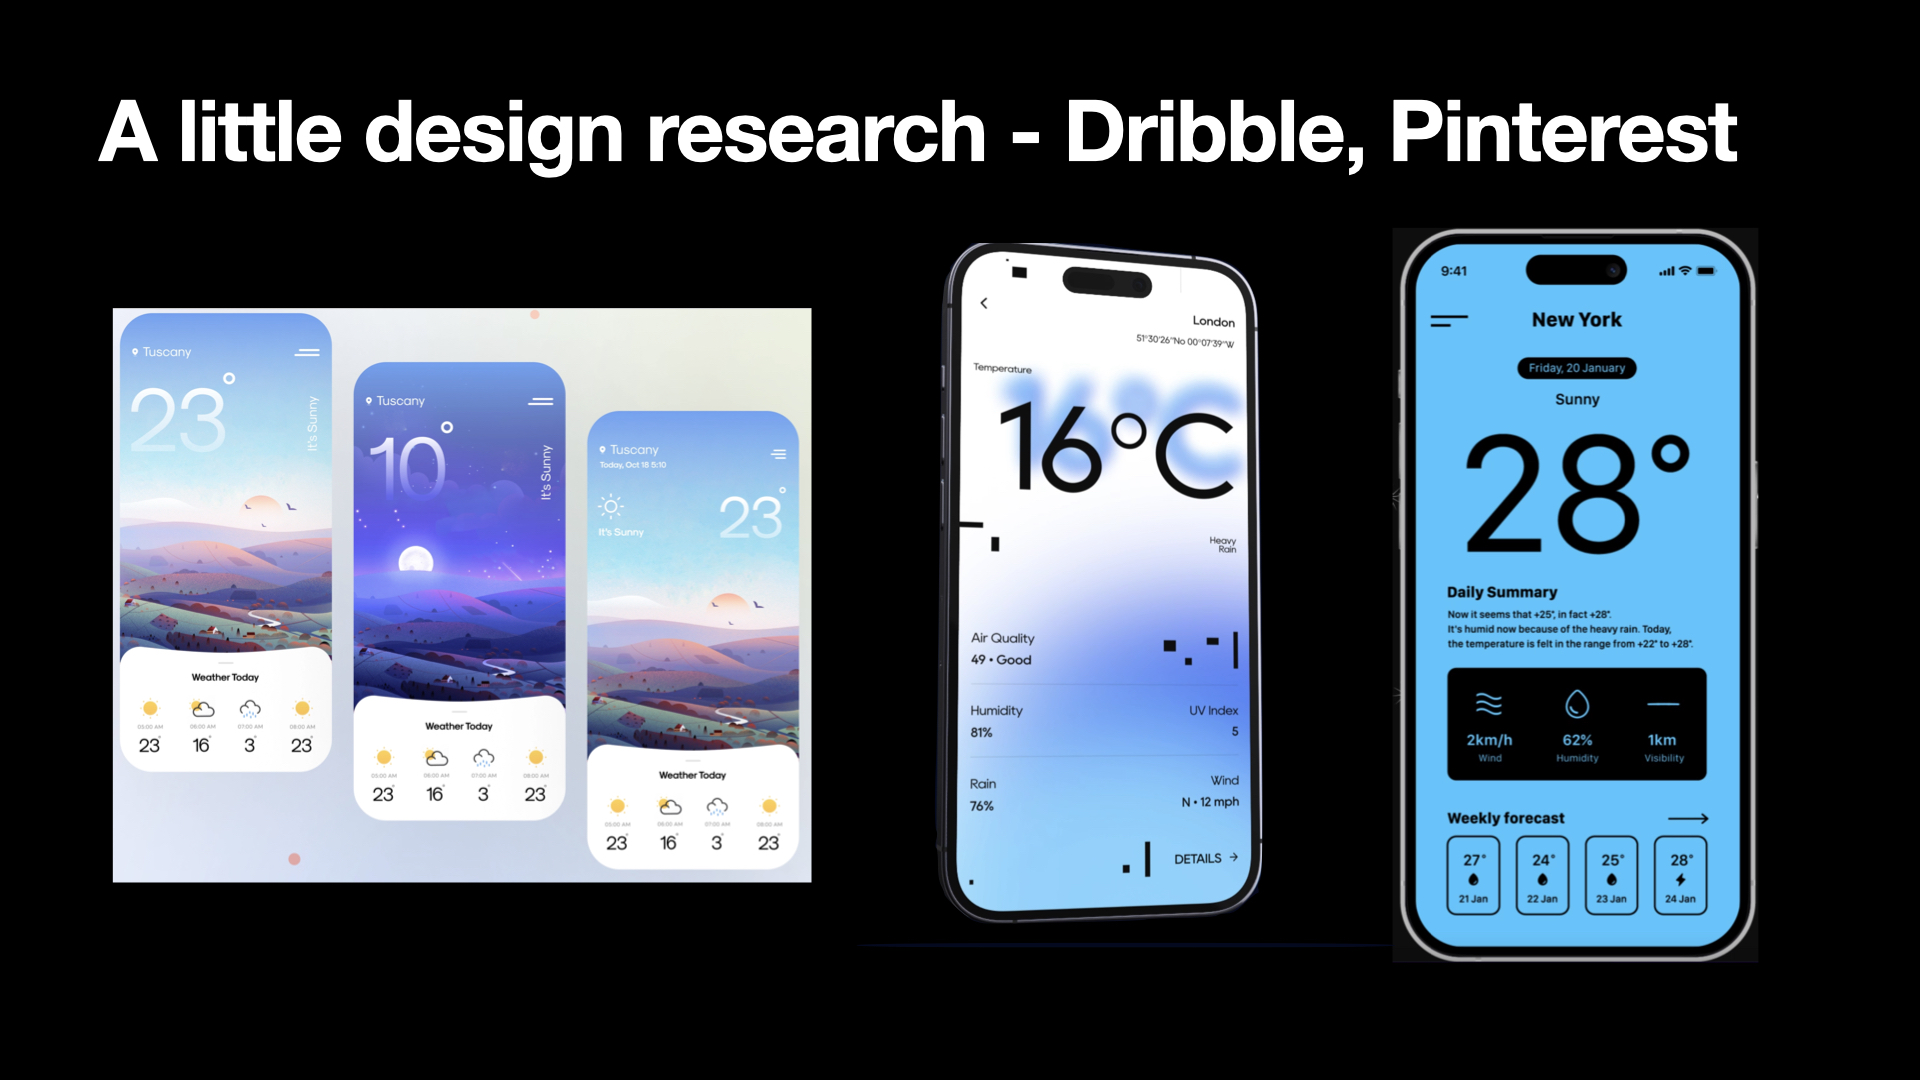 A little design research - Dribble, Pinterest
Tuscany
23°
It's Sunny
Weather Today
05:00 AM 06:00 AM 07:00 AM 08:00 AM
23° 16° 3° 23°
Tuscany
10°
It's Sunny
Weather Today
05:00 AM 06:00 AM 07:00 AM 08:00 AM
23° 16° 3° 23°
Tuscany
Today, Oct 18 5:10
23°
It's Sunny
Weather Today
05:00 AM 06:00 AM 07:00 AM 08:00 AM
23° 16° 3° 23°
London
51°30'26"No 00°07'39"W
Temperature
16°C
Heavy
Rain
Air Quality
49 • Good
Humidity UV Index
81% 5
Rain Wind
76% N • 12 mph
DETAILS →
9:41
New York
Friday, 20 January
Sunny
28°
Daily Summary
Now it seems that +25°, in fact +28°.
It's humid now because of the heavy rain. Today,
the temperature is felt in the range from +22° to +28°.
2km/h 62% 1km
Wind Humidity Visibility
Weekly forecast
27° 24° 25° 28°
21 Jan 22 Jan 23 Jan 24 Jan